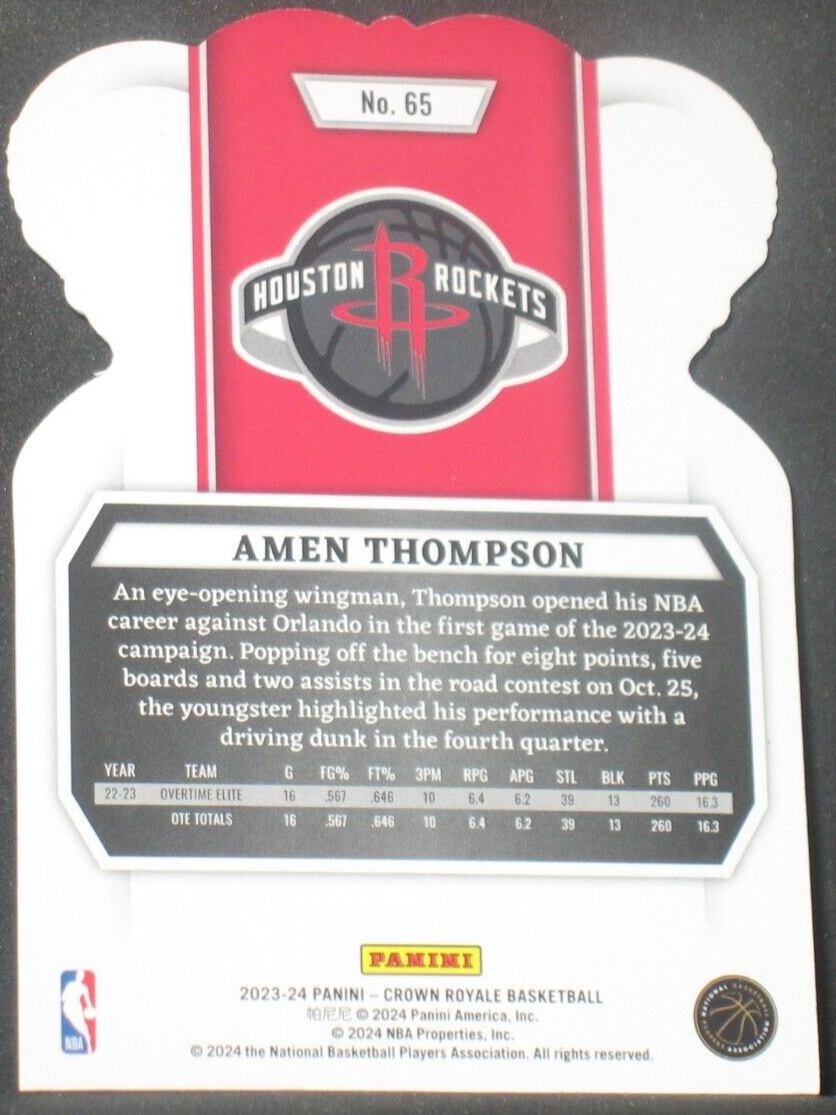 No. 65
HOUSTON ROCKETS
AMEN THOMPSON
An eye-opening wingman, Thompson opened his NBA
career against Orlando in the first game of the 2023-24
campaign. Popping off the bench for eight points, five
boards and two assists in the road contest on Oct. 25,
the youngster highlighted his performance with a
driving dunk in the fourth quarter.
YEAR TEAM G FG% FT% 3PM RPG APG STL BLK PTS PPG
22-23 OVERTIME ELITE 16 .567 .646 10 6.4 6.2 39 13 260 16.3
OTE TOTALS 16 .567 .646 10 6.4 6.2 39 13 260 16.3
PANINI
2023-24 PANINI – CROWN ROYALE BASKETBALL
帕尼尼 © 2024 Panini America, Inc.
© 2024 NBA Properties, Inc.
© 2024 the National Basketball Players Association. All rights reserved.
NBA
NATIONAL BASKETBALL PLAYERS ASSOCIATION